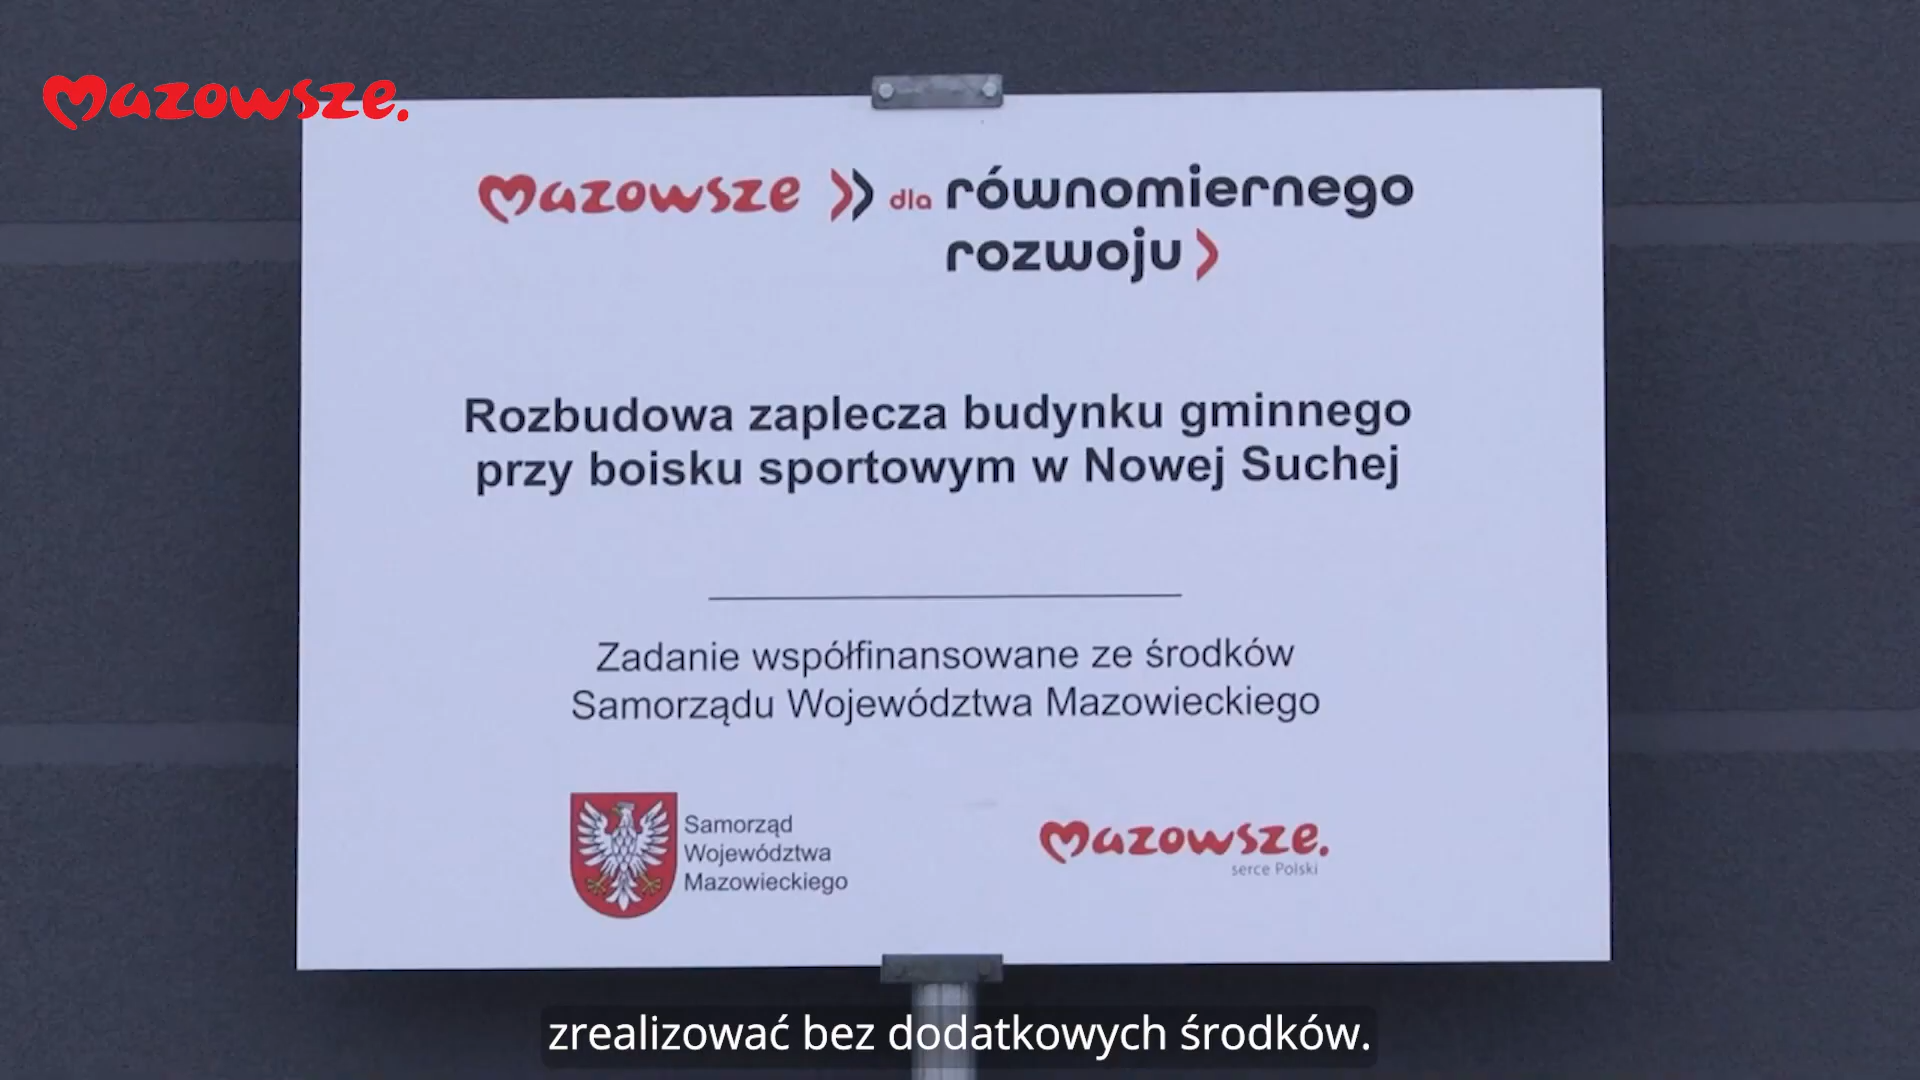 Mazowsze.
Mazowsze dla równomiernego
rozwoju
Rozbudowa zaplecza budynku gminnego
przy boisku sportowym w Nowej Suchej
Zadanie współfinansowane ze środków
Samorządu Województwa Mazowieckiego
Samorząd
Województwa
Mazowieckiego
Mazowsze.
serce Polski
zrealizować bez dodatkowych środków.